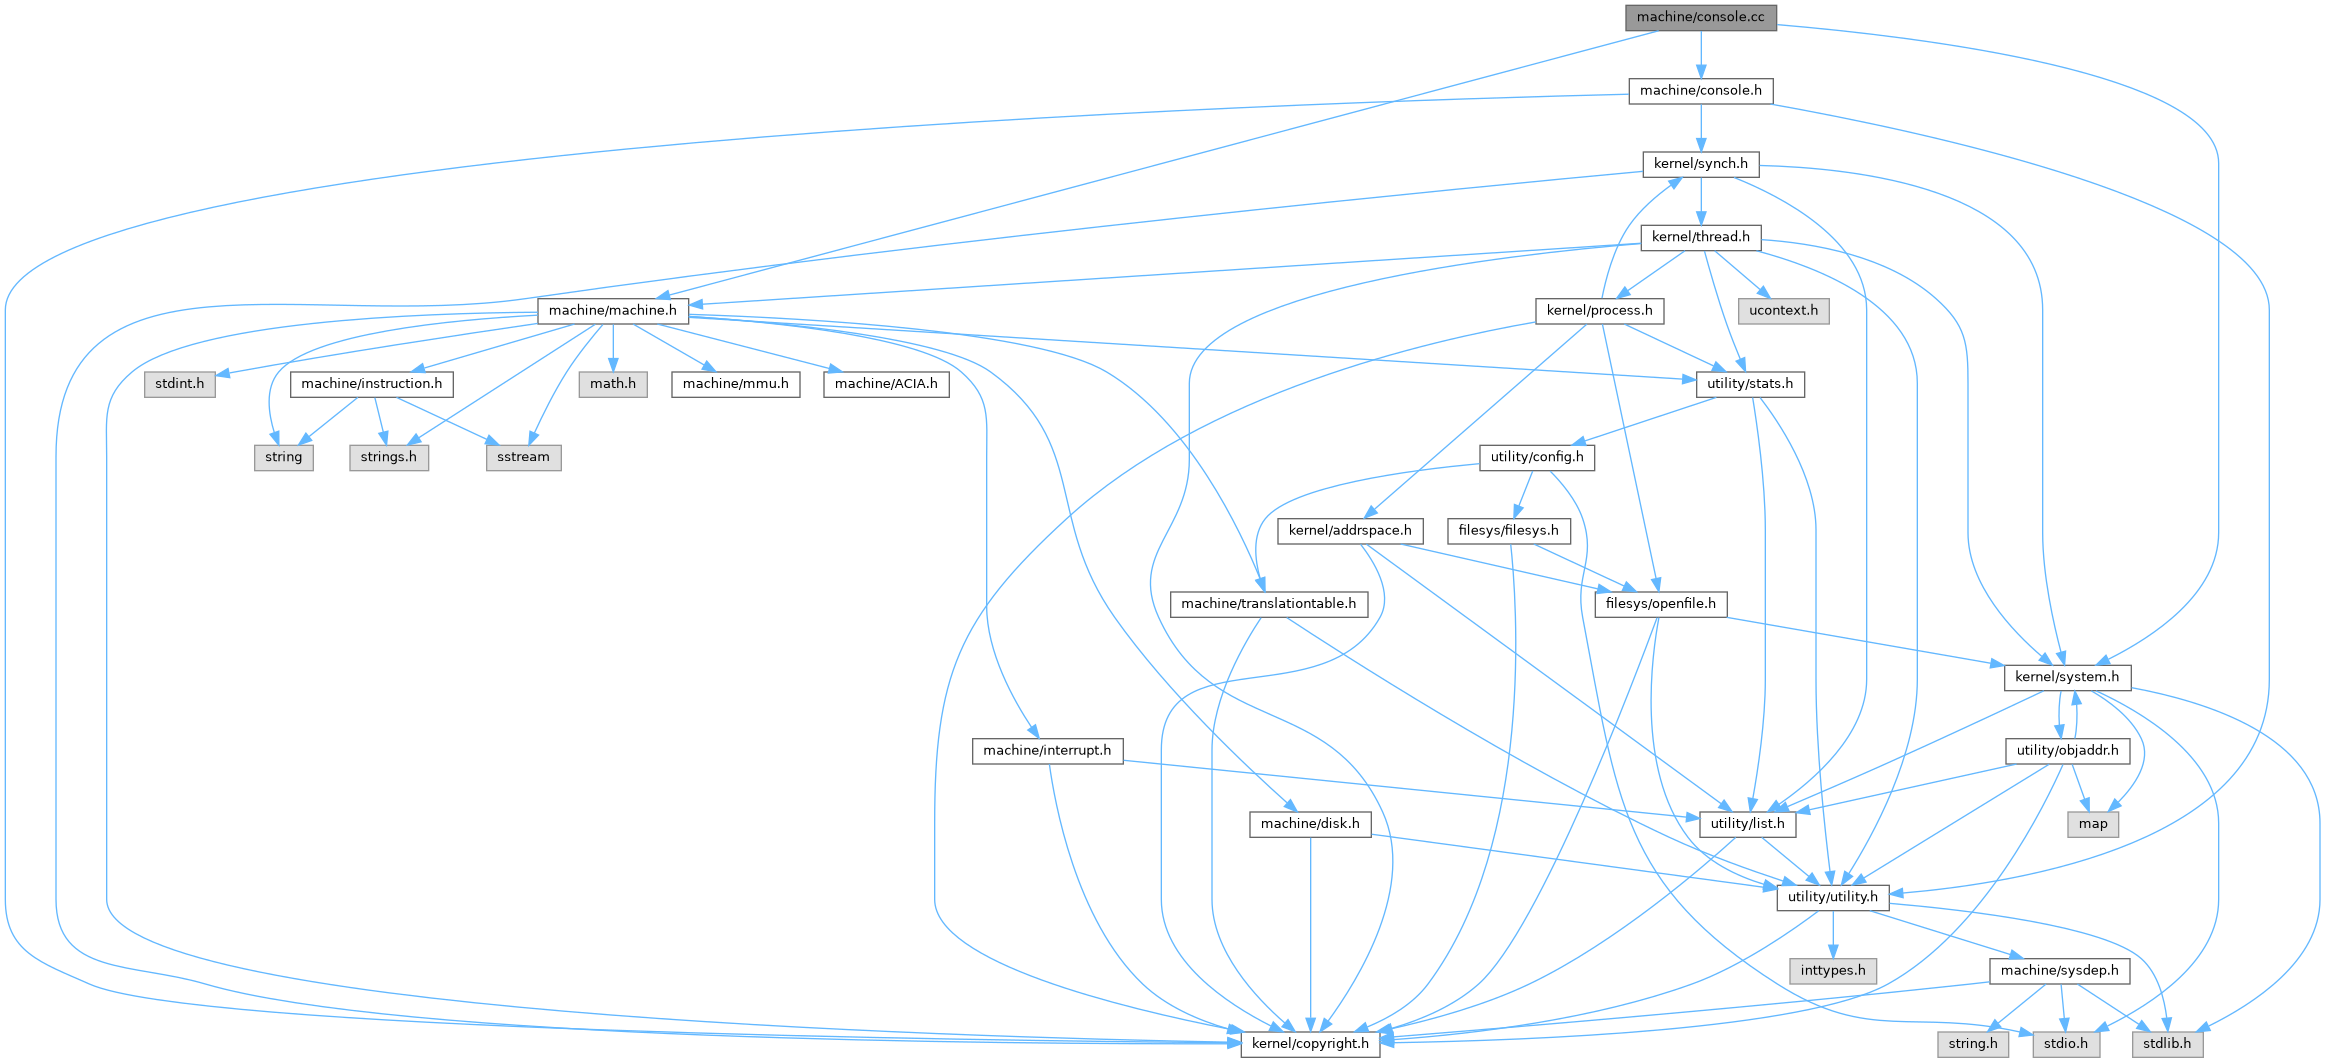 machine/console.cc
machine/console.h
kernel/synch.h
kernel/thread.h
machine/machine.h
kernel/process.h
ucontext.h
stdint.h
machine/instruction.h
math.h
machine/mmu.h
machine/ACIA.h
utility/stats.h
string
strings.h
sstream
utility/config.h
kernel/addrspace.h
filesys/filesys.h
machine/translationtable.h
filesys/openfile.h
kernel/system.h
machine/interrupt.h
utility/objaddr.h
machine/disk.h
utility/list.h
map
utility/utility.h
inttypes.h
machine/sysdep.h
kernel/copyright.h
string.h
stdio.h
stdlib.h